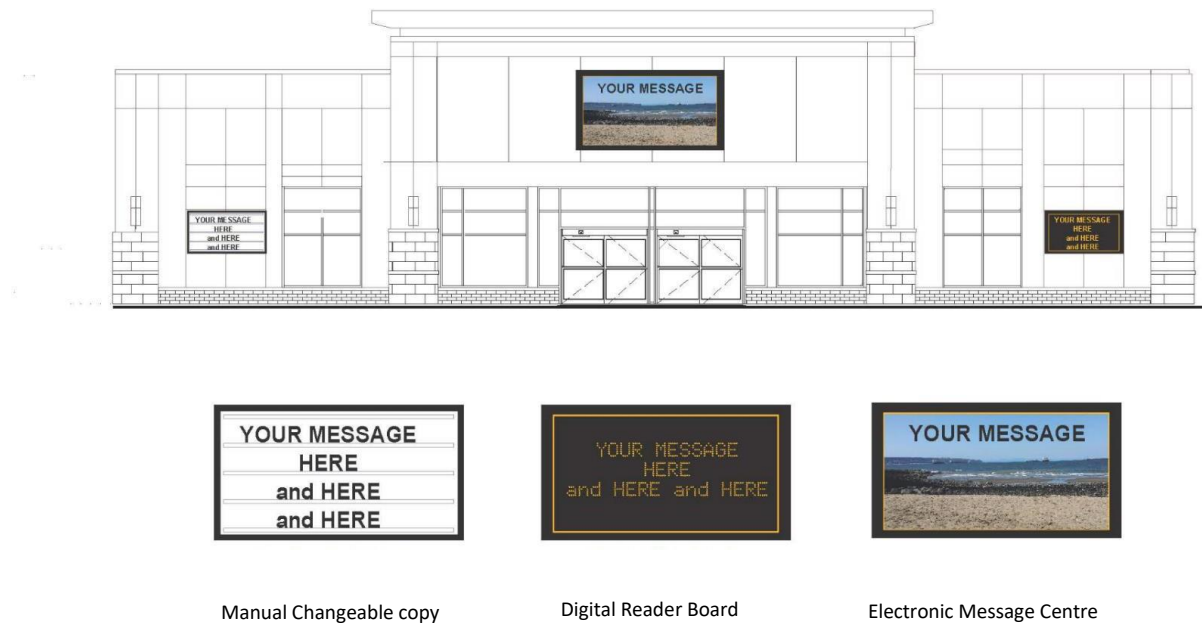 YOUR MESSAGE
YOUR MESSAGE
HERE
and HERE
and HERE
YOUR MESSAGE
HERE
and HERE
and HERE
YOUR MESSAGE
HERE
and HERE
and HERE
YOUR MESSAGE
HERE
and HERE and HERE
YOUR MESSAGE
Manual Changeable copy
Digital Reader Board
Electronic Message Centre